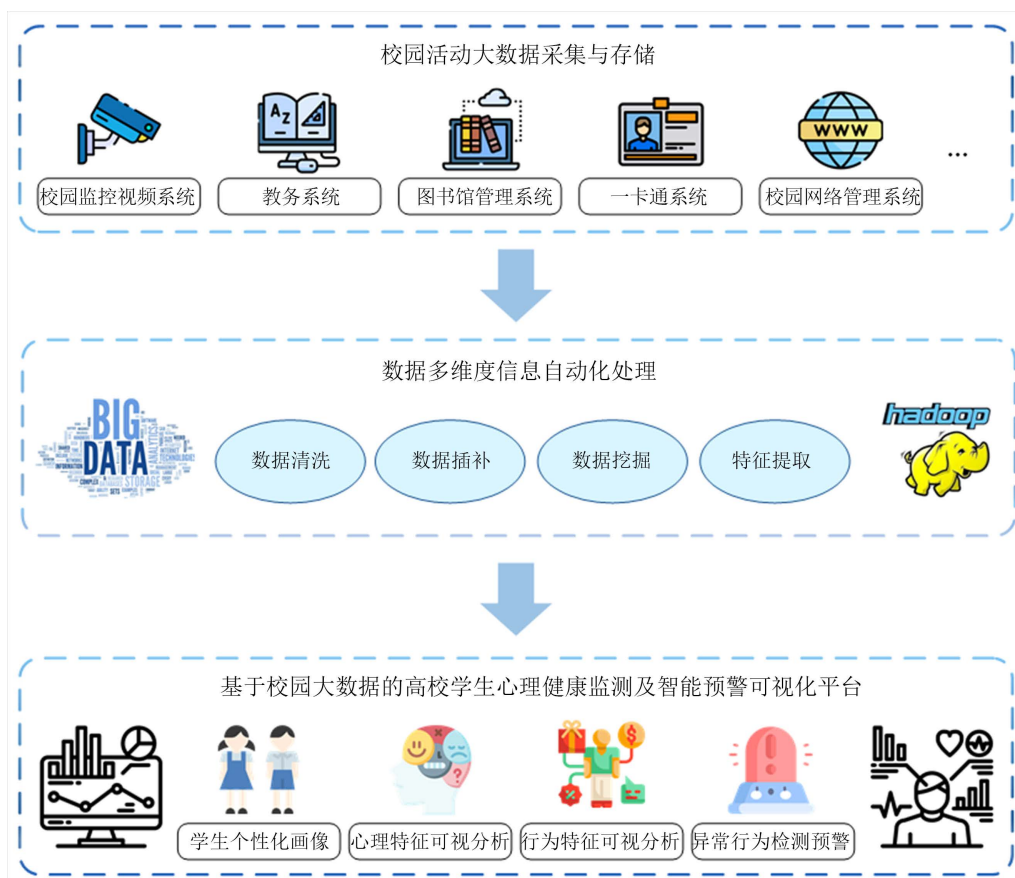 校园活动大数据采集与存储
A Z
WWW
...
校园监控视频系统
教务系统
图书馆管理系统
一卡通系统
校园网络管理系统
数据多维度信息自动化处理
BIG
DATA
ANALYTICS
INFORMATION
TECHNOLOGY
STORAGE
COMPLEX
SETS
hadoop
数据清洗
数据插补
数据挖掘
特征提取
基于校园大数据的高校学生心理健康监测及智能预警可视化平台
学生个性化画像
心理特征可视分析
行为特征可视分析
异常行为检测预警